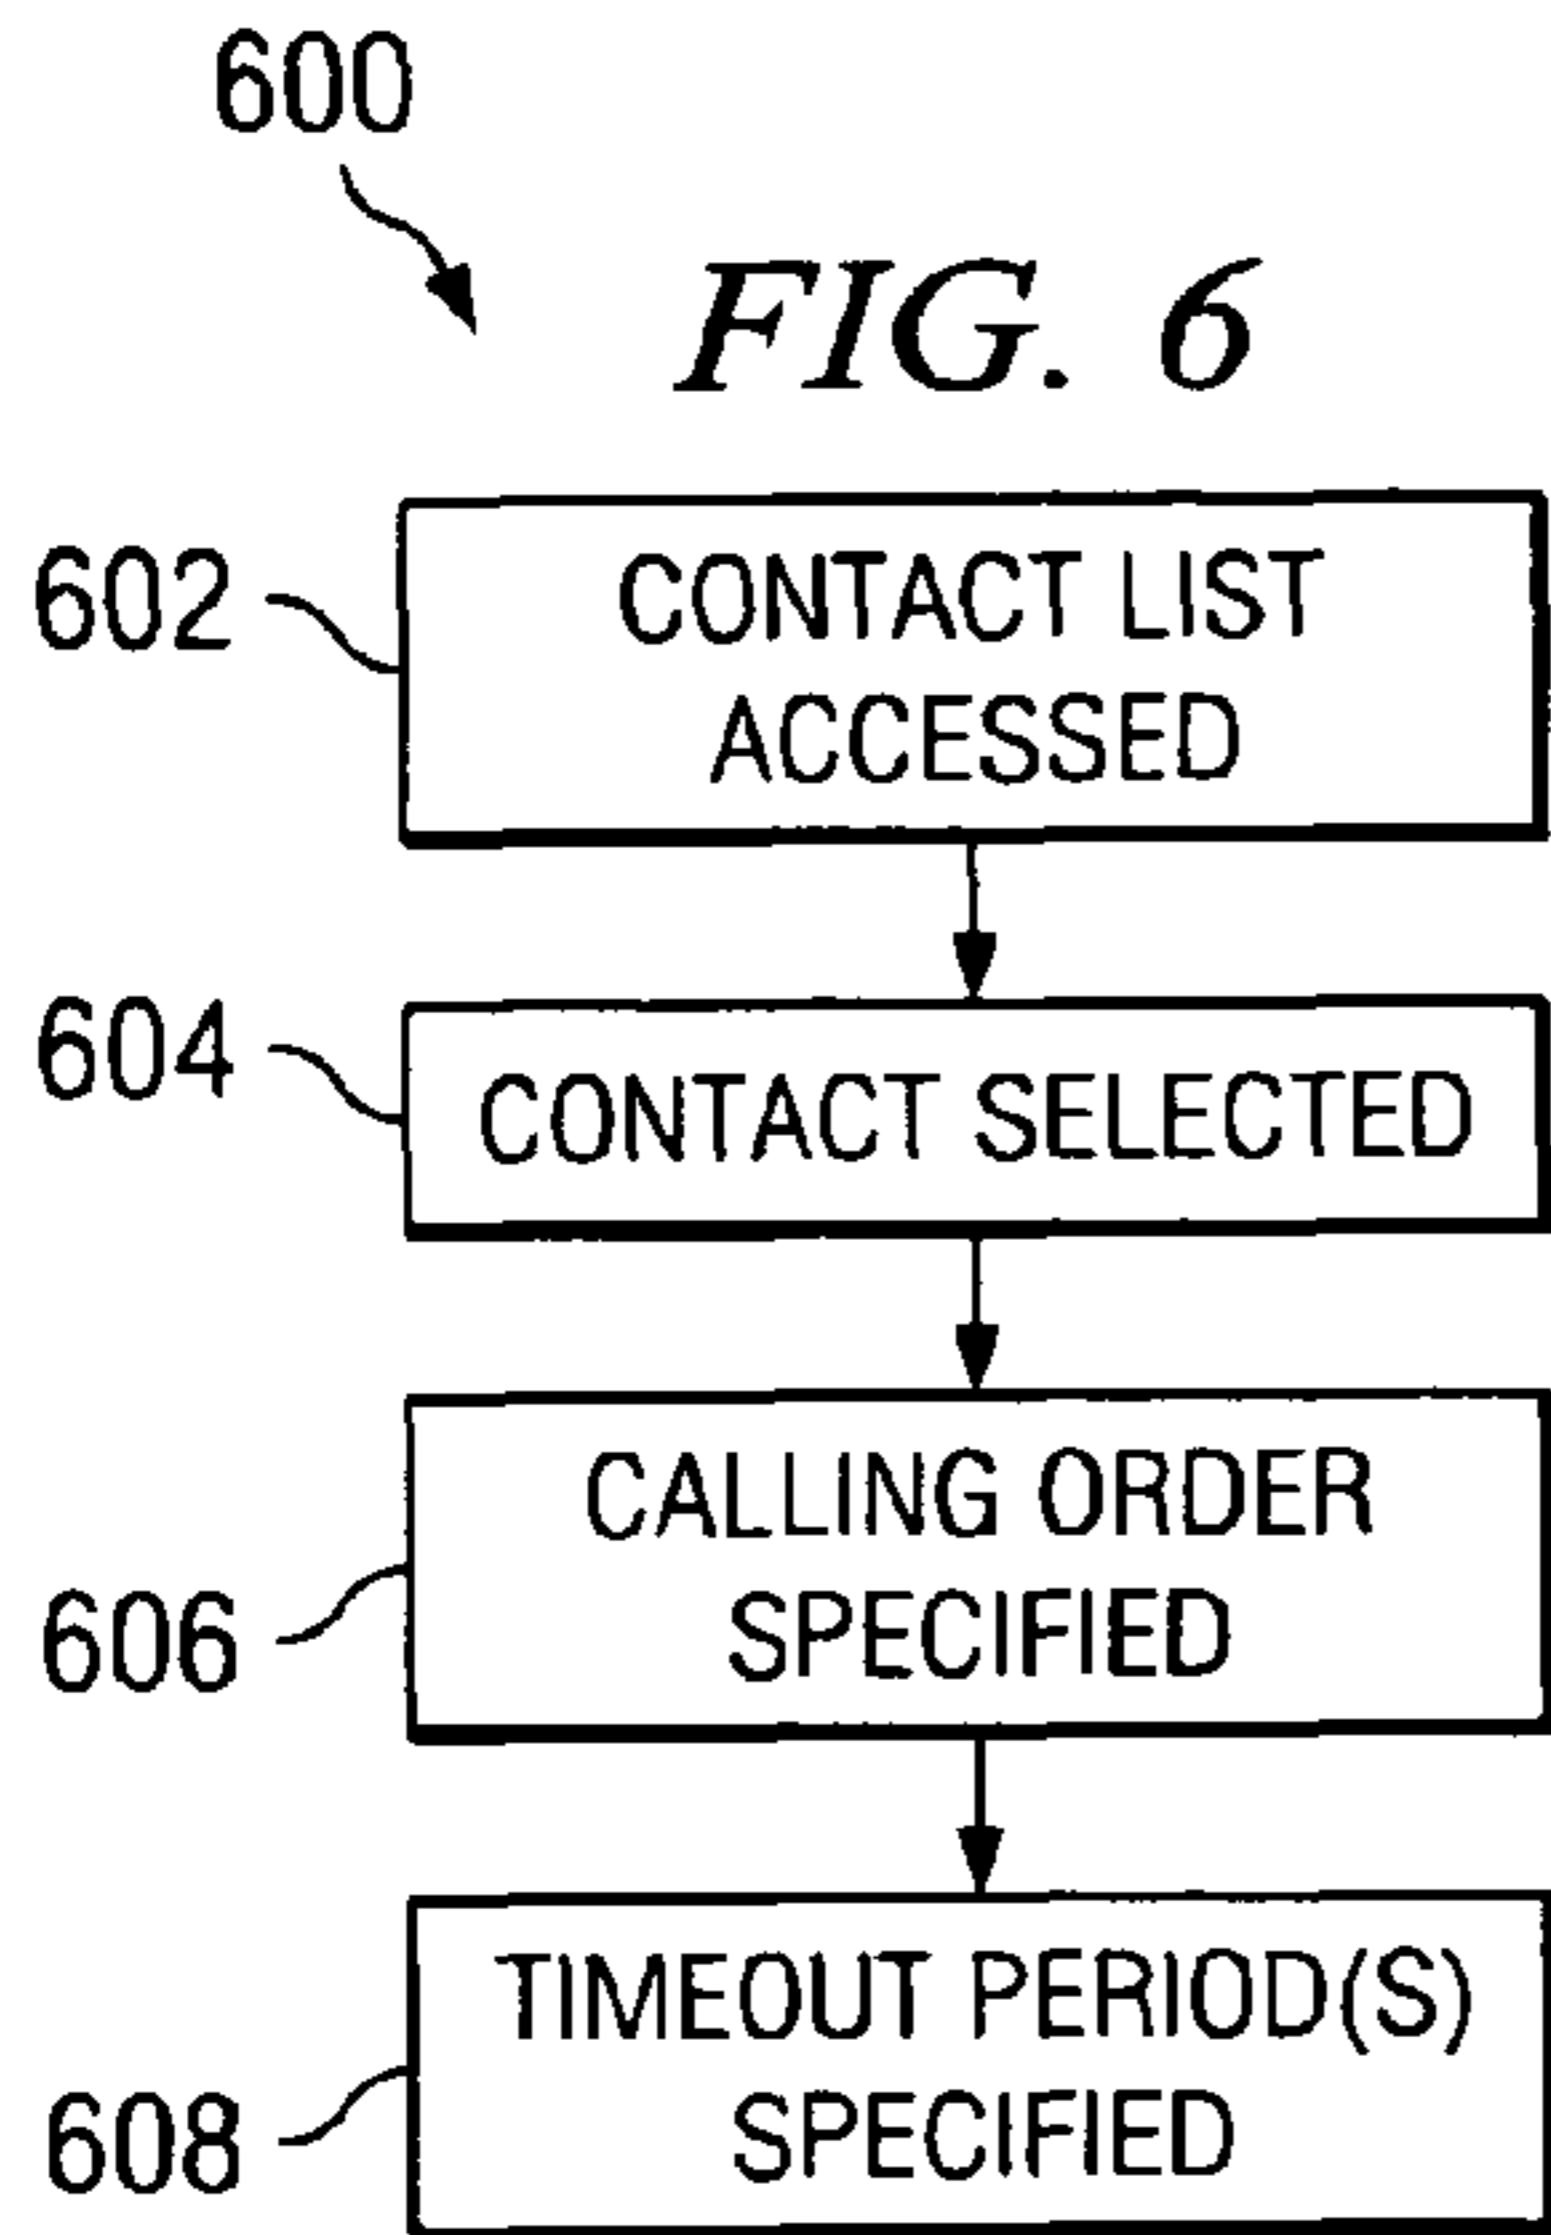 600
FIG. 6
602
CONTACT LIST
ACCESSED
604
CONTACT SELECTED
CALLING ORDER
606
SPECIFIED
TIMEOUT PERIOD(S)
608
SPECIFIED